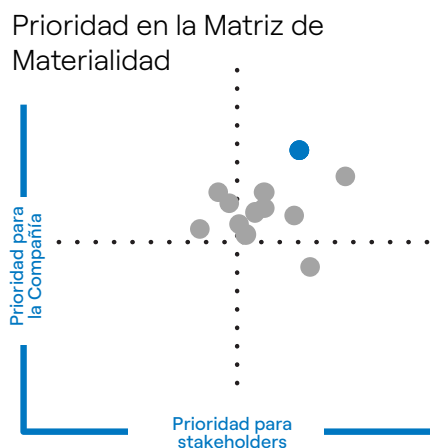 Prioridad en la Matriz de
Materialidad
Prioridad para
la Compañía
Prioridad para
stakeholders